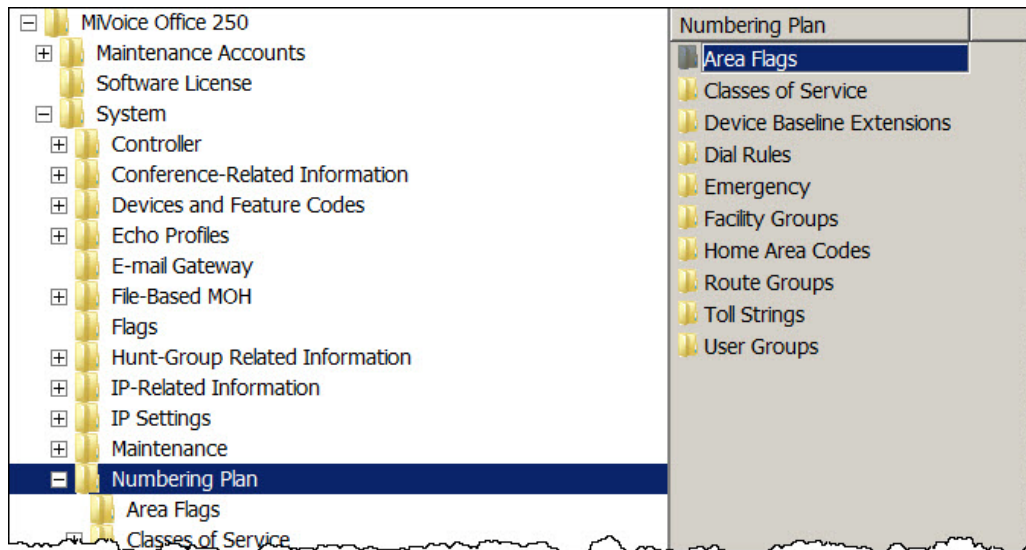 MiVoice Office 250
Maintenance Accounts
Software License
System
Controller
Conference-Related Information
Devices and Feature Codes
Echo Profiles
E-mail Gateway
File-Based MOH
Flags
Hunt-Group Related Information
IP-Related Information
IP Settings
Maintenance
Numbering Plan
Area Flags
Classes of Service
Numbering Plan
Area Flags
Classes of Service
Device Baseline Extensions
Dial Rules
Emergency
Facility Groups
Home Area Codes
Route Groups
Toll Strings
User Groups